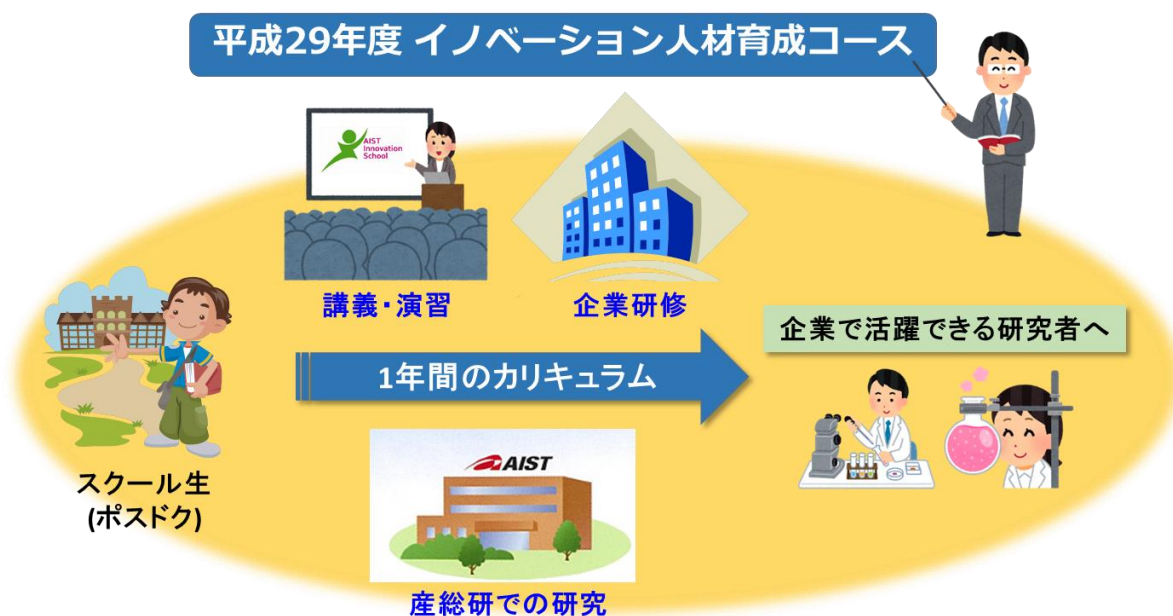 平成29年度 イノベーション人材育成コース
AIST
Innovation
School
講義・演習
企業研修
企業で活躍できる研究者へ
1年間のカリキュラム
スクール生
(ポスドク)
AIST
産総研での研究